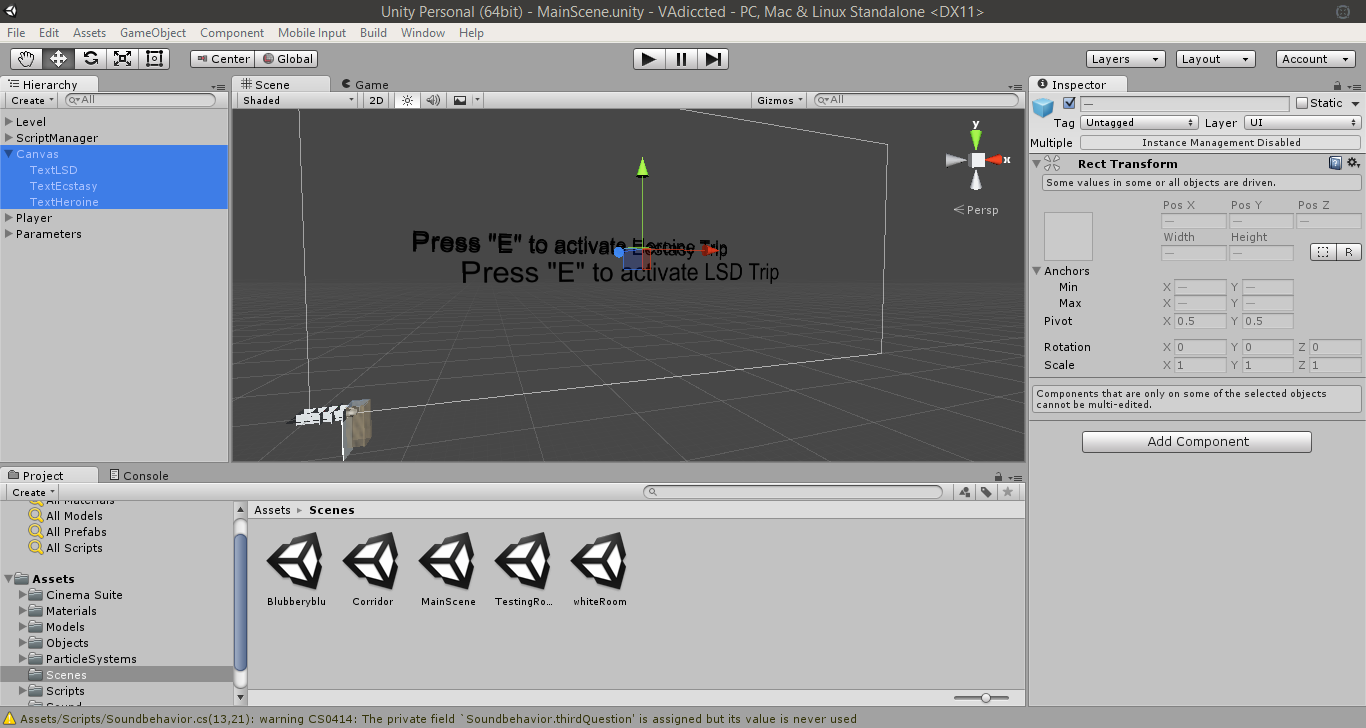 Unity Personal (64bit) - MainScene.unity - VAdiccted - PC, Mac & Linux Standalone <DX11>
File Edit Assets GameObject Component Mobile Input Build Window Help
Center Global Layers Layout Account
Hierarchy
Create All
Level
ScriptManager
Canvas
TextLSD
TextEcstasy
TextHeroine
Player
Parameters
Scene Game
Shaded 2D Gizmos All
y
x
Persp
Press "E" to activate Trip
Press "E" to activate Ecstasy Trip
Press "E" to activate LSD Trip
Inspector
— Static
Tag Untagged Layer UI
Multiple Instance Management Disabled
Rect Transform
Some values in some or all objects are driven.
Pos X Pos Y Pos Z
— — —
Width Height
— — R
Anchors
Min X — Y —
Max X — Y —
Pivot X 0.5 Y 0.5
Rotation X 0 Y 0 Z 0
Scale X 1 Y 1 Z 1
Components that are only on some of the selected objects
cannot be multi-edited.
Add Component
Project Console
Create
All Materials
All Models
All Prefabs
All Scripts
Assets
Cinema Suite
Materials
Models
Objects
ParticleSystems
Scenes
Scripts
Sound
Assets ▸ Scenes
Blubberyblu Corridor MainScene TestingRo... whiteRoom
Assets/Scripts/Soundbehavior.cs(13,21): warning CS0414: The private field `Soundbehavior.thirdQuestion' is assigned but its value is never used